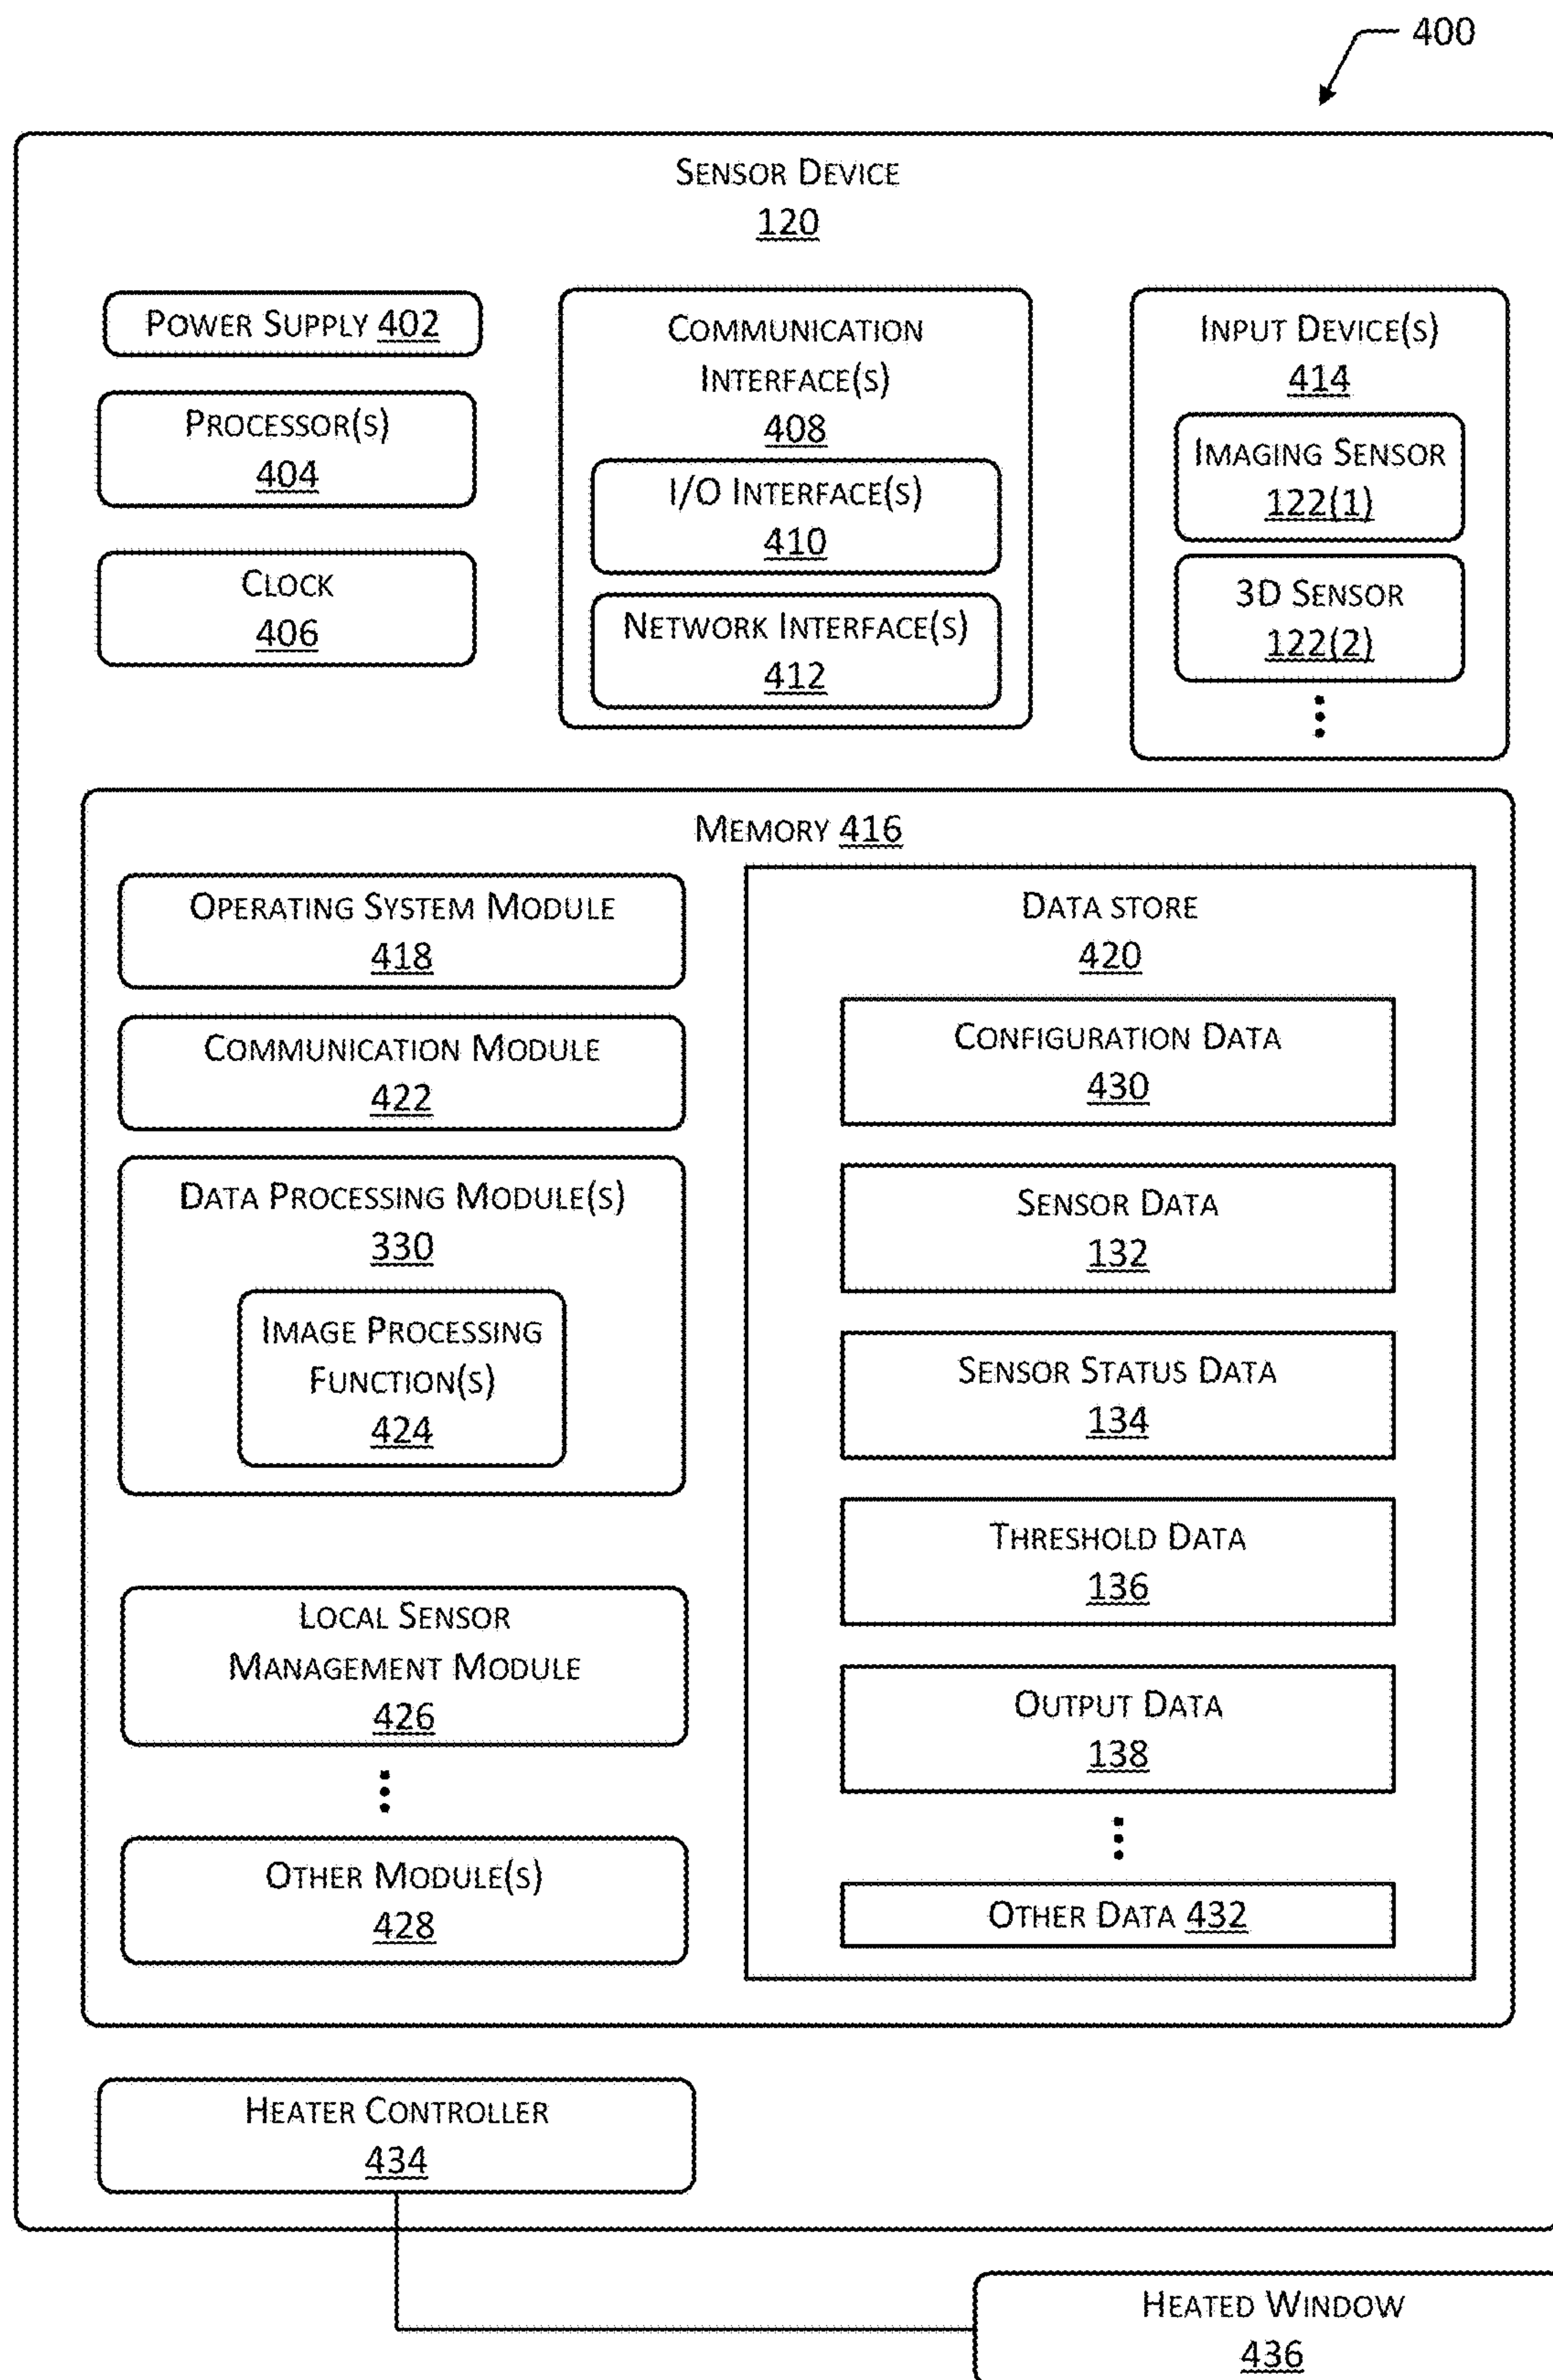 400
SENSOR DEVICE
120
POWER SUPPLY 402
PROCESSOR(S)
404
CLOCK
406
COMMUNICATION
INTERFACE(S)
408
I/O INTERFACE(S)
410
NETWORK INTERFACE(S)
412
INPUT DEVICE(S)
414
IMAGING SENSOR
122(1)
3D SENSOR
122(2)
MEMORY 416
OPERATING SYSTEM MODULE
418
COMMUNICATION MODULE
422
DATA PROCESSING MODULE(S)
330
IMAGE PROCESSING
FUNCTION(S)
424
LOCAL SENSOR
MANAGEMENT MODULE
426
OTHER MODULE(S)
428
DATA STORE
420
CONFIGURATION DATA
430
SENSOR DATA
132
SENSOR STATUS DATA
134
THRESHOLD DATA
136
OUTPUT DATA
138
OTHER DATA 432
HEATER CONTROLLER
434
HEATED WINDOW
436